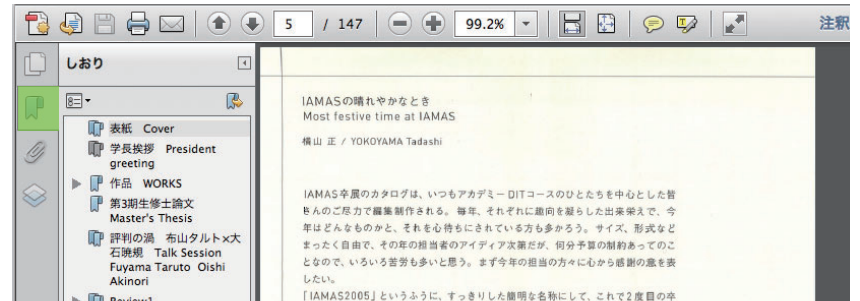 5 / 147
99.2%
注釈
しおり
表紙 Cover
学長挨拶 President
greeting
作品 WORKS
第3期生修士論文
Master's Thesis
評判の渦 布山タルト×大
石暁規 Talk Session
Fuyama Taruto Oishi
Akinori
Review1
IAMASの晴れやかなとき
Most festive time at IAMAS
横山 正 / YOKOYAMA Tadashi
IAMAS卒展のカタログは、いつもアカデミーDITコースのひとたちを中心とした皆
さんのご尽力で編集制作される。毎年、それぞれに趣向を凝らした出来栄えで、今
年はどんなものかと、それを心待ちにされている方も多かろう。サイズ、形式など
まったく自由で、その年の担当者のアイディア次第だが、何分予算の制約あってのこ
となので、いろいろ苦労も多いと思う。まず今年の担当の方々に心から感謝の意を表
したい。
「IAMAS2005」というふうに、すっきりした簡明な名称にして、これで2度目の卒